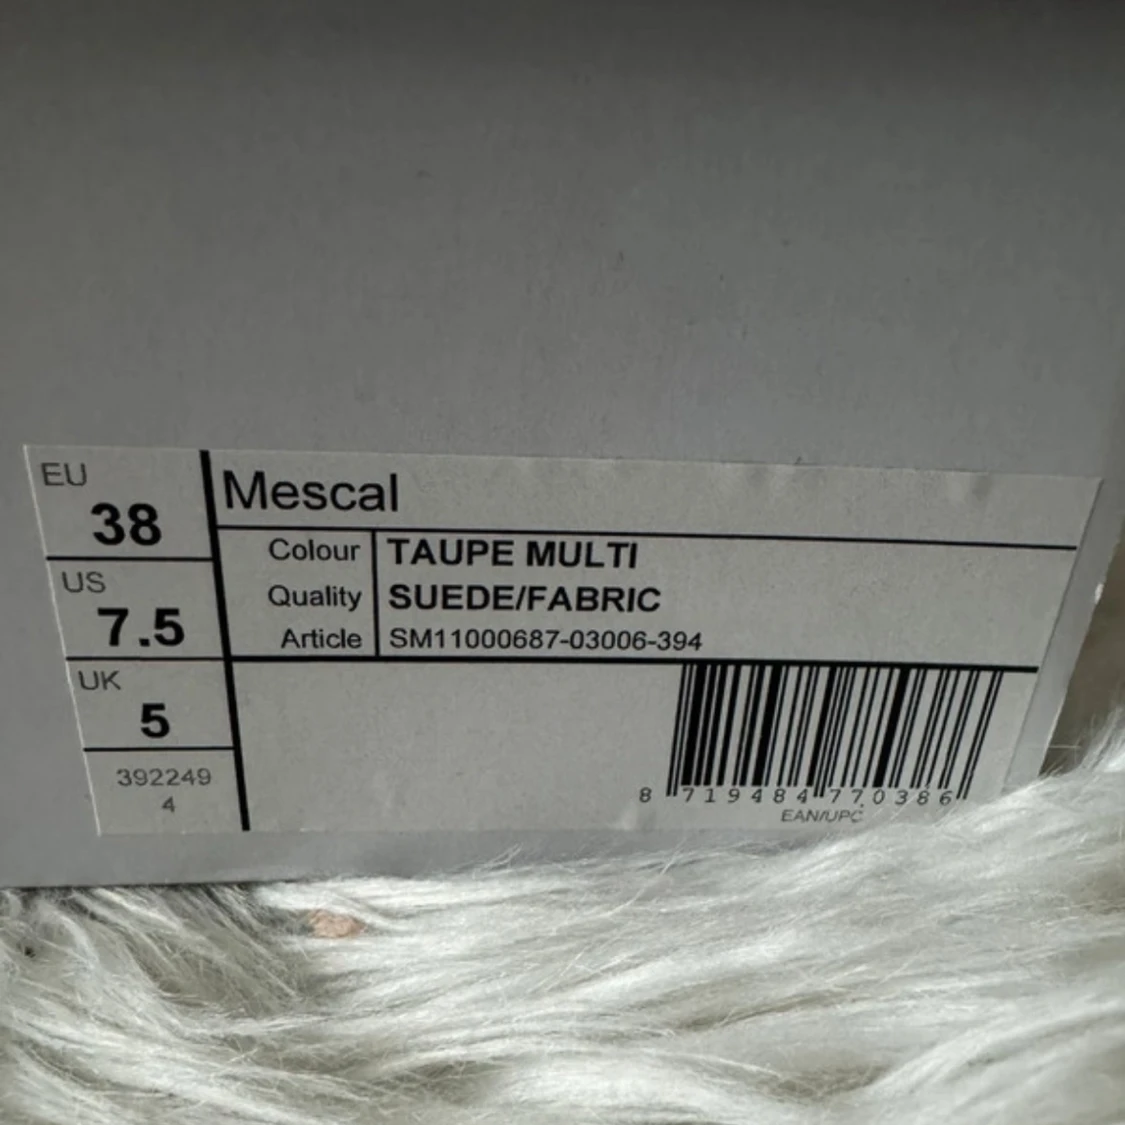 EU
38
US
7.5
UK
5
392249
4
Mescal
Colour TAUPE MULTI
Quality SUEDE/FABRIC
Article SM11000687-03006-394
8 719484 770386
EAN/UPC